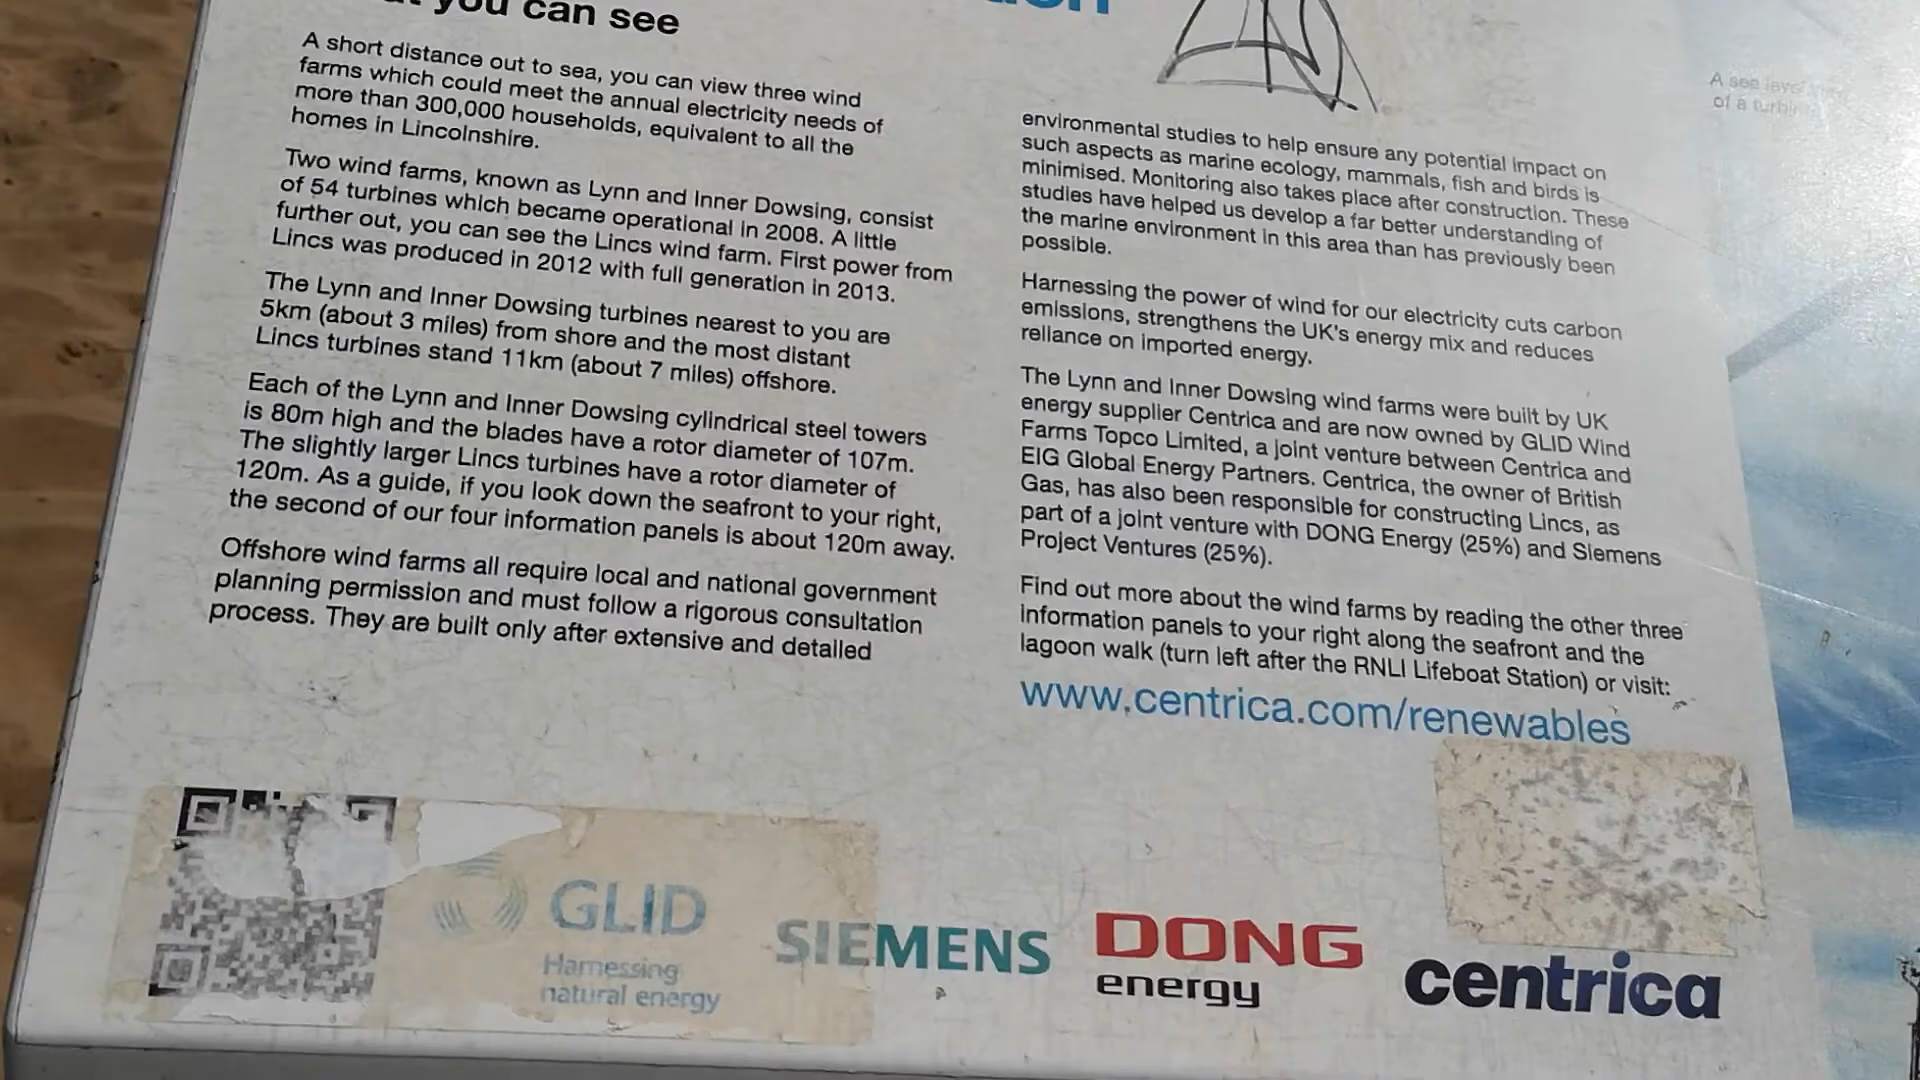 you can see
A short distance out to sea, you can view three wind
farms which could meet the annual electricity needs of
more than 300,000 households, equivalent to all the
homes in Lincolnshire.
Two wind farms, known as Lynn and Inner Dowsing, consist
of 54 turbines which became operational in 2008. A little
further out, you can see the Lincs wind farm. First power from
Lincs was produced in 2012 with full generation in 2013.
The Lynn and Inner Dowsing turbines nearest to you are
5km (about 3 miles) from shore and the most distant
Lincs turbines stand 11km (about 7 miles) offshore.
Each of the Lynn and Inner Dowsing cylindrical steel towers
is 80m high and the blades have a rotor diameter of 107m.
The slightly larger Lincs turbines have a rotor diameter of
120m. As a guide, if you look down the seafront to your right,
the second of our four information panels is about 120m away.
Offshore wind farms all require local and national government
planning permission and must follow a rigorous consultation
process. They are built only after extensive and detailed
environmental studies to help ensure any potential impact on
such aspects as marine ecology, mammals, fish and birds is
minimised. Monitoring also takes place after construction. These
studies have helped us develop a far better understanding of
the marine environment in this area than has previously been
possible.
Harnessing the power of wind for our electricity cuts carbon
emissions, strengthens the UK's energy mix and reduces
reliance on imported energy.
The Lynn and Inner Dowsing wind farms were built by UK
energy supplier Centrica and are now owned by GLID Wind
Farms Topco Limited, a joint venture between Centrica and
EIG Global Energy Partners. Centrica, the owner of British
Gas, has also been responsible for constructing Lincs, as
part of a joint venture with DONG Energy (25%) and Siemens
Project Ventures (25%).
Find out more about the wind farms by reading the other three
information panels to your right along the seafront and the
lagoon walk (turn left after the RNLI Lifeboat Station) or visit:
www.centrica.com/renewables
A sea level
of a turbine
GLID
Harnessing
natural energy
SIEMENS
DONG
energy
centrica